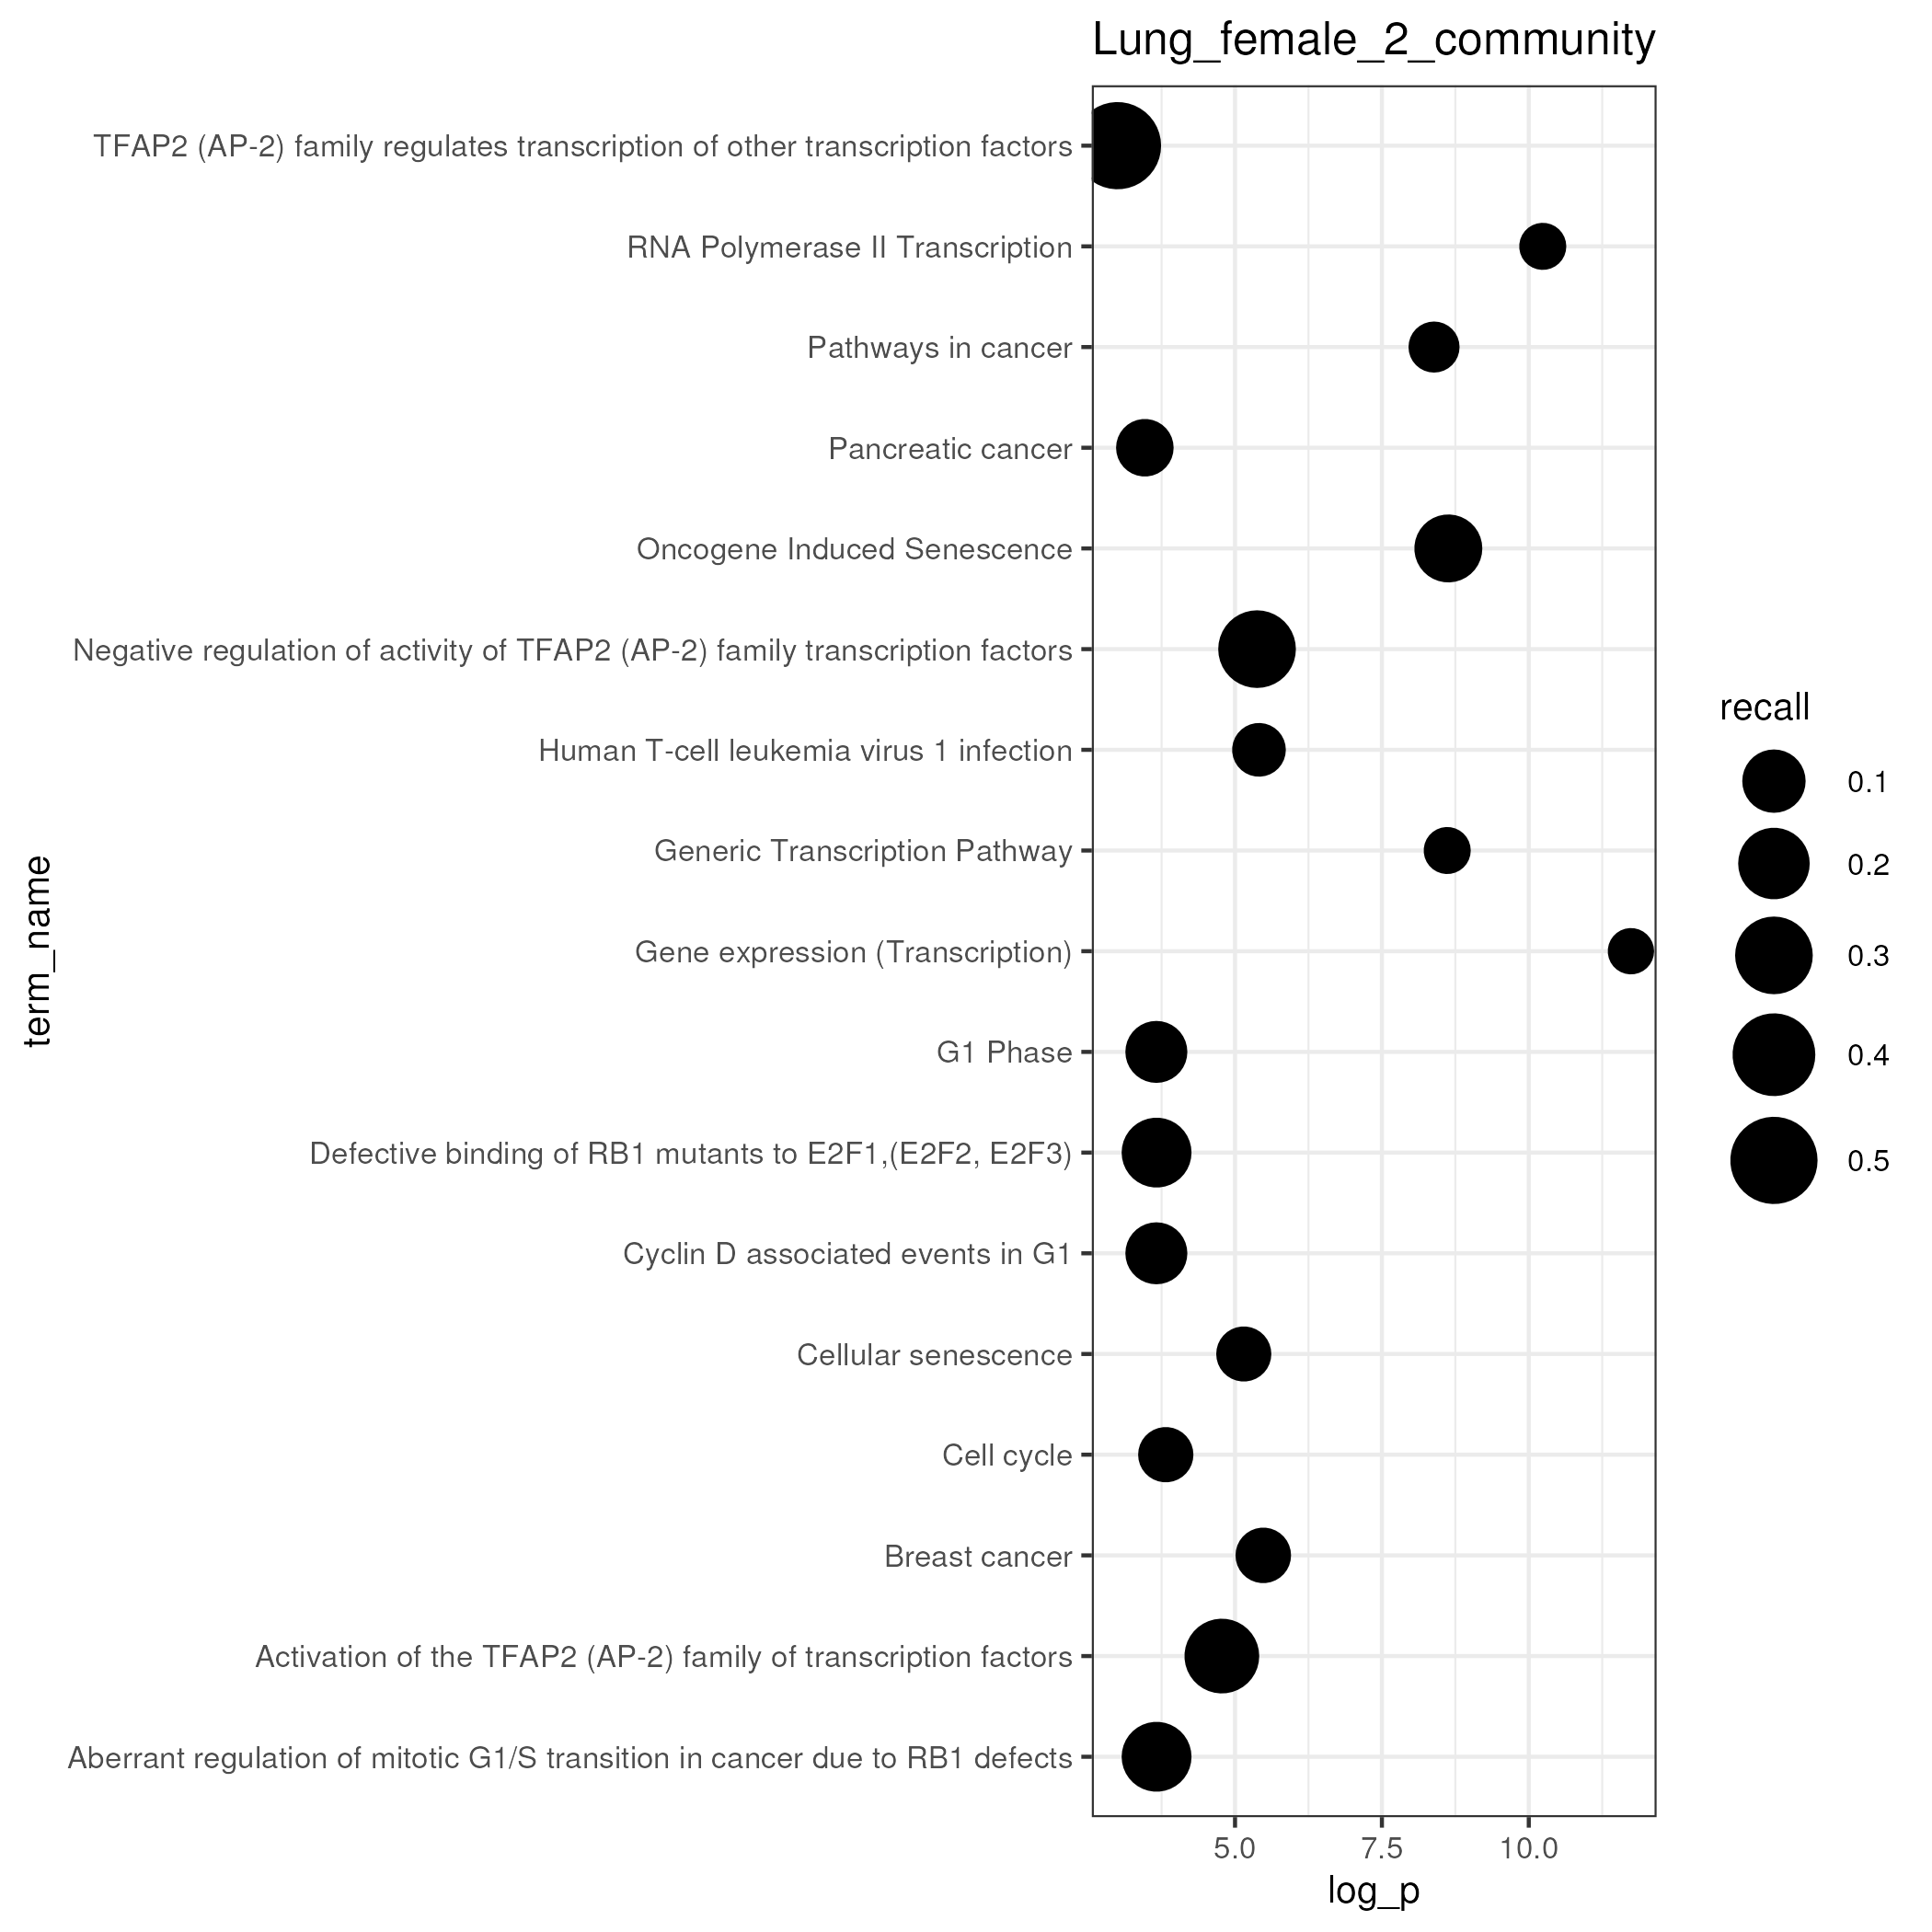 Lung_female_2_community
TFAP2 (AP-2) family regulates transcription of other transcription factors
RNA Polymerase II Transcription
Pathways in cancer
Pancreatic cancer
Oncogene Induced Senescence
Negative regulation of activity of TFAP2 (AP-2) family transcription factors
Human T-cell leukemia virus 1 infection
Generic Transcription Pathway
Gene expression (Transcription)
G1 Phase
Defective binding of RB1 mutants to E2F1,(E2F2, E2F3)
Cyclin D associated events in G1
Cellular senescence
Cell cycle
Breast cancer
Activation of the TFAP2 (AP-2) family of transcription factors
Aberrant regulation of mitotic G1/S transition in cancer due to RB1 defects
term_name
5.0 7.5 10.0
log_p
recall
0.1
0.2
0.3
0.4
0.5